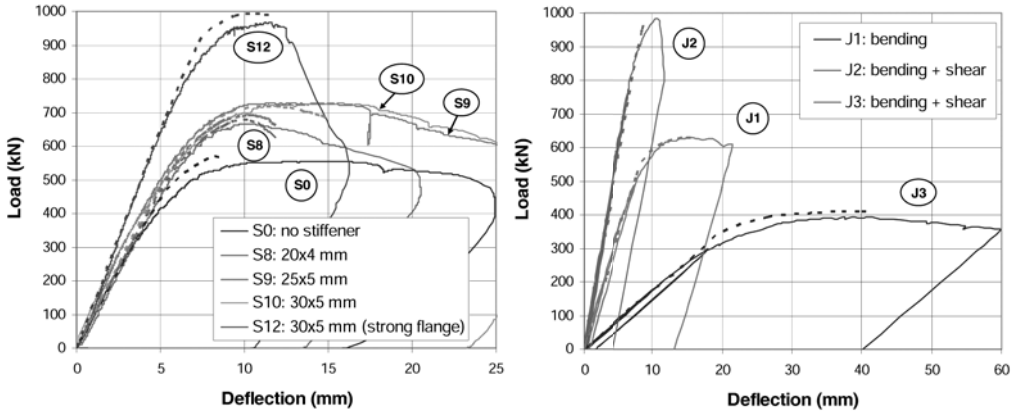 1000
900
800
700
600
500
400
300
200
100
0
Load (kN)
S12
S10
S9
S8
S0
S0: no stiffener
S8: 20x4 mm
S9: 25x5 mm
S10: 30x5 mm
S12: 30x5 mm (strong flange)
0 5 10 15 20 25
Deflection (mm)
1000
900
800
700
600
500
400
300
200
100
0
Load (kN)
J2
J1
J3
J1: bending
J2: bending + shear
J3: bending + shear
0 10 20 30 40 50 60
Deflection (mm)